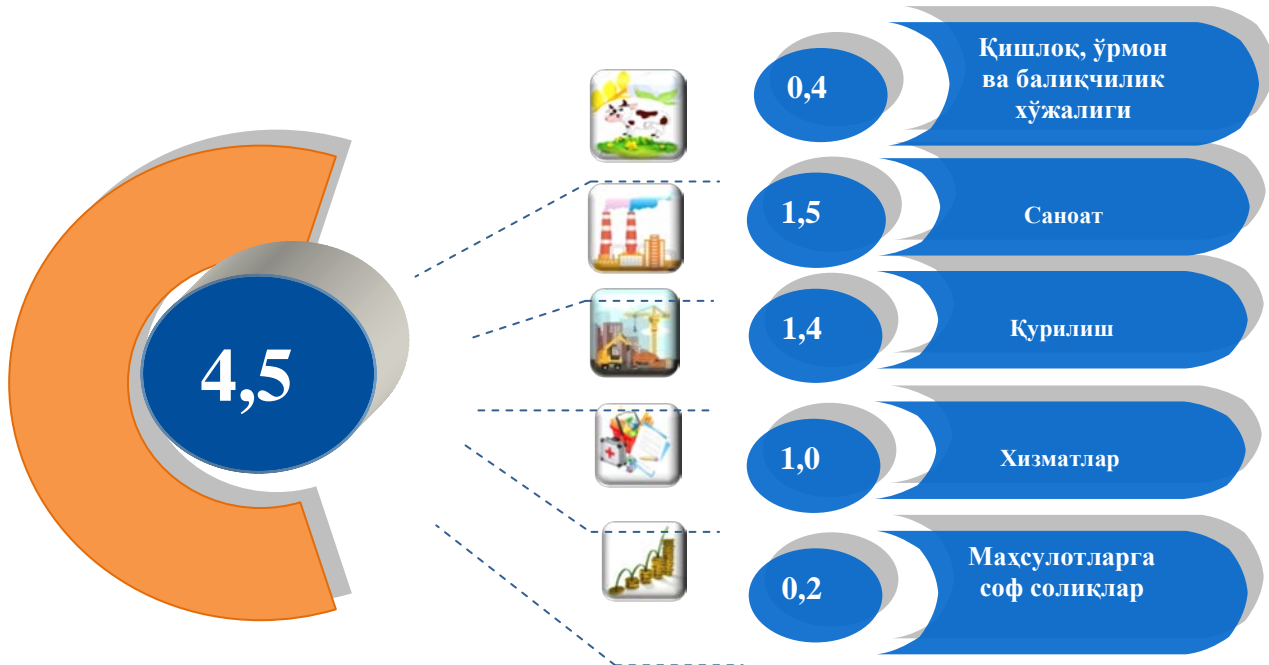 4,5
0,4
Қишлоқ, ўрмон
ва балиқчилик
хўжалиги
1,5
Саноат
1,4
Қурилиш
1,0
Хизматлар
0,2
Маҳсулотларга
соф солиқлар